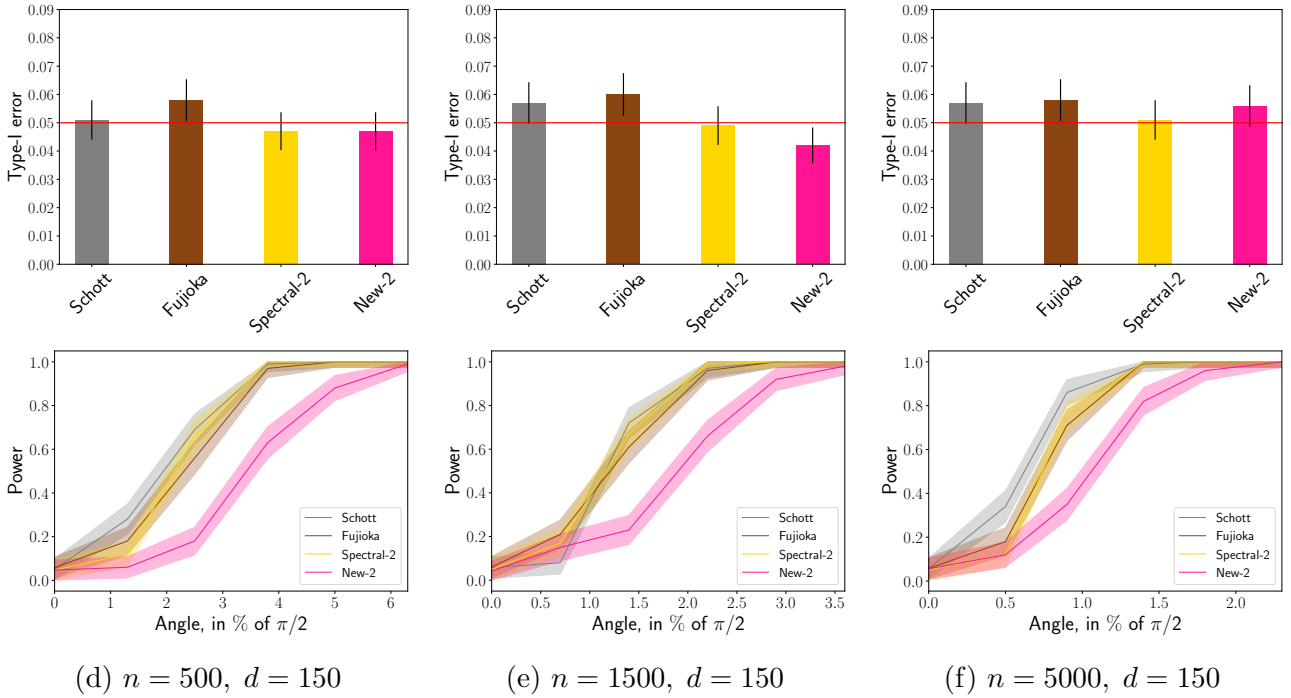 0.09
0.08
0.07
0.06
0.05
0.04
0.03
0.02
0.01
0.00
Type-I error
Schott
Fujioka
Spectral-2
New-2
0.09
0.08
0.07
0.06
0.05
0.04
0.03
0.02
0.01
0.00
Type-I error
Schott
Fujioka
Spectral-2
New-2
0.09
0.08
0.07
0.06
0.05
0.04
0.03
0.02
0.01
0.00
Type-I error
Schott
Fujioka
Spectral-2
New-2
1.0
0.8
0.6
0.4
0.2
0.0
Power
Schott
Fujioka
Spectral-2
New-2
0 1 2 3 4 5 6
Angle, in % of π/2
1.0
0.8
0.6
0.4
0.2
0.0
Power
Schott
Fujioka
Spectral-2
New-2
0.0 0.5 1.0 1.5 2.0 2.5 3.0 3.5
Angle, in % of π/2
1.0
0.8
0.6
0.4
0.2
0.0
Power
Schott
Fujioka
Spectral-2
New-2
0.0 0.5 1.0 1.5 2.0
Angle, in % of π/2
(d) n = 500, d = 150
(e) n = 1500, d = 150
(f) n = 5000, d = 150